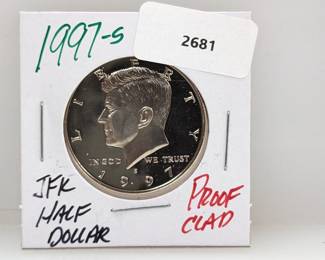 1997-S
2681
LIBERTY
IN GOD WE TRUST
S
1997
JFK
HALF
DOLLAR
PROOF
CLAD